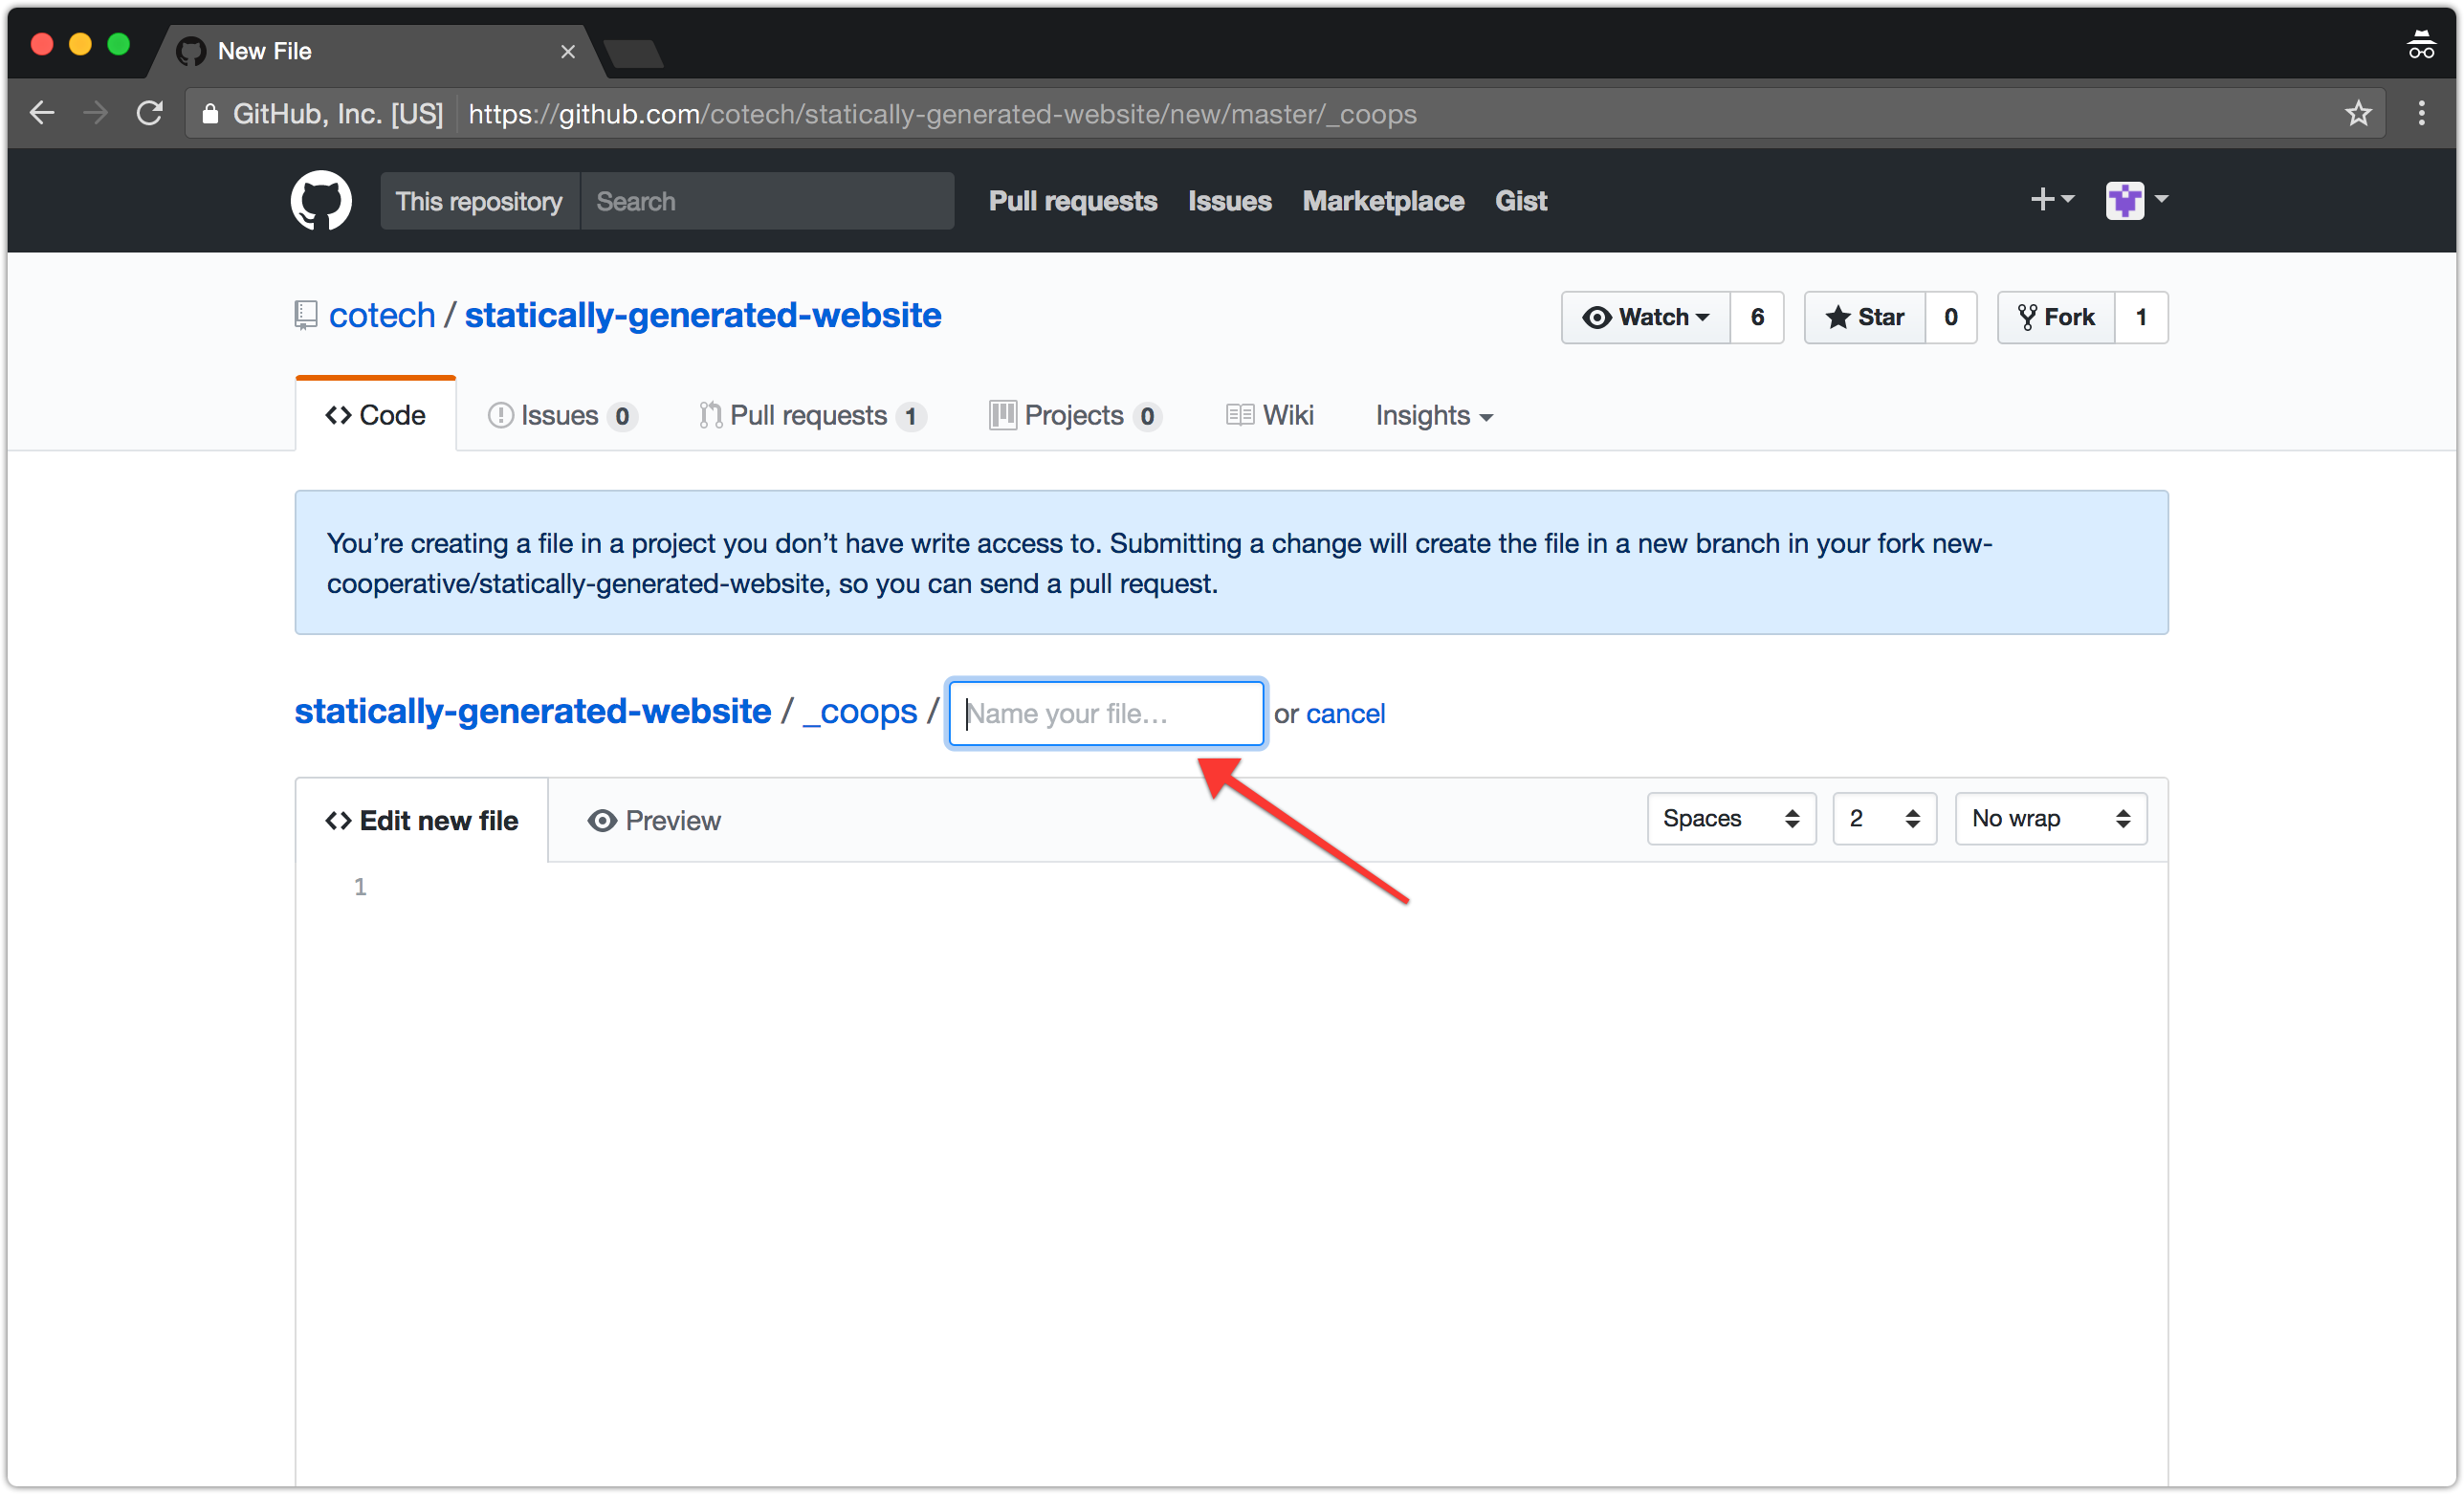 New File
GitHub, Inc. [US] https://github.com/cotech/statically-generated-website/new/master/_coops
This repository Search Pull requests Issues Marketplace Gist
cotech / statically-generated-website Watch 6 Star 0 Fork 1
Code Issues 0 Pull requests 1 Projects 0 Wiki Insights
You’re creating a file in a project you don’t have write access to. Submitting a change will create the file in a new branch in your fork new-
cooperative/statically-generated-website, so you can send a pull request.
statically-generated-website / _coops / Name your file… or cancel
Edit new file Preview Spaces 2 No wrap
1